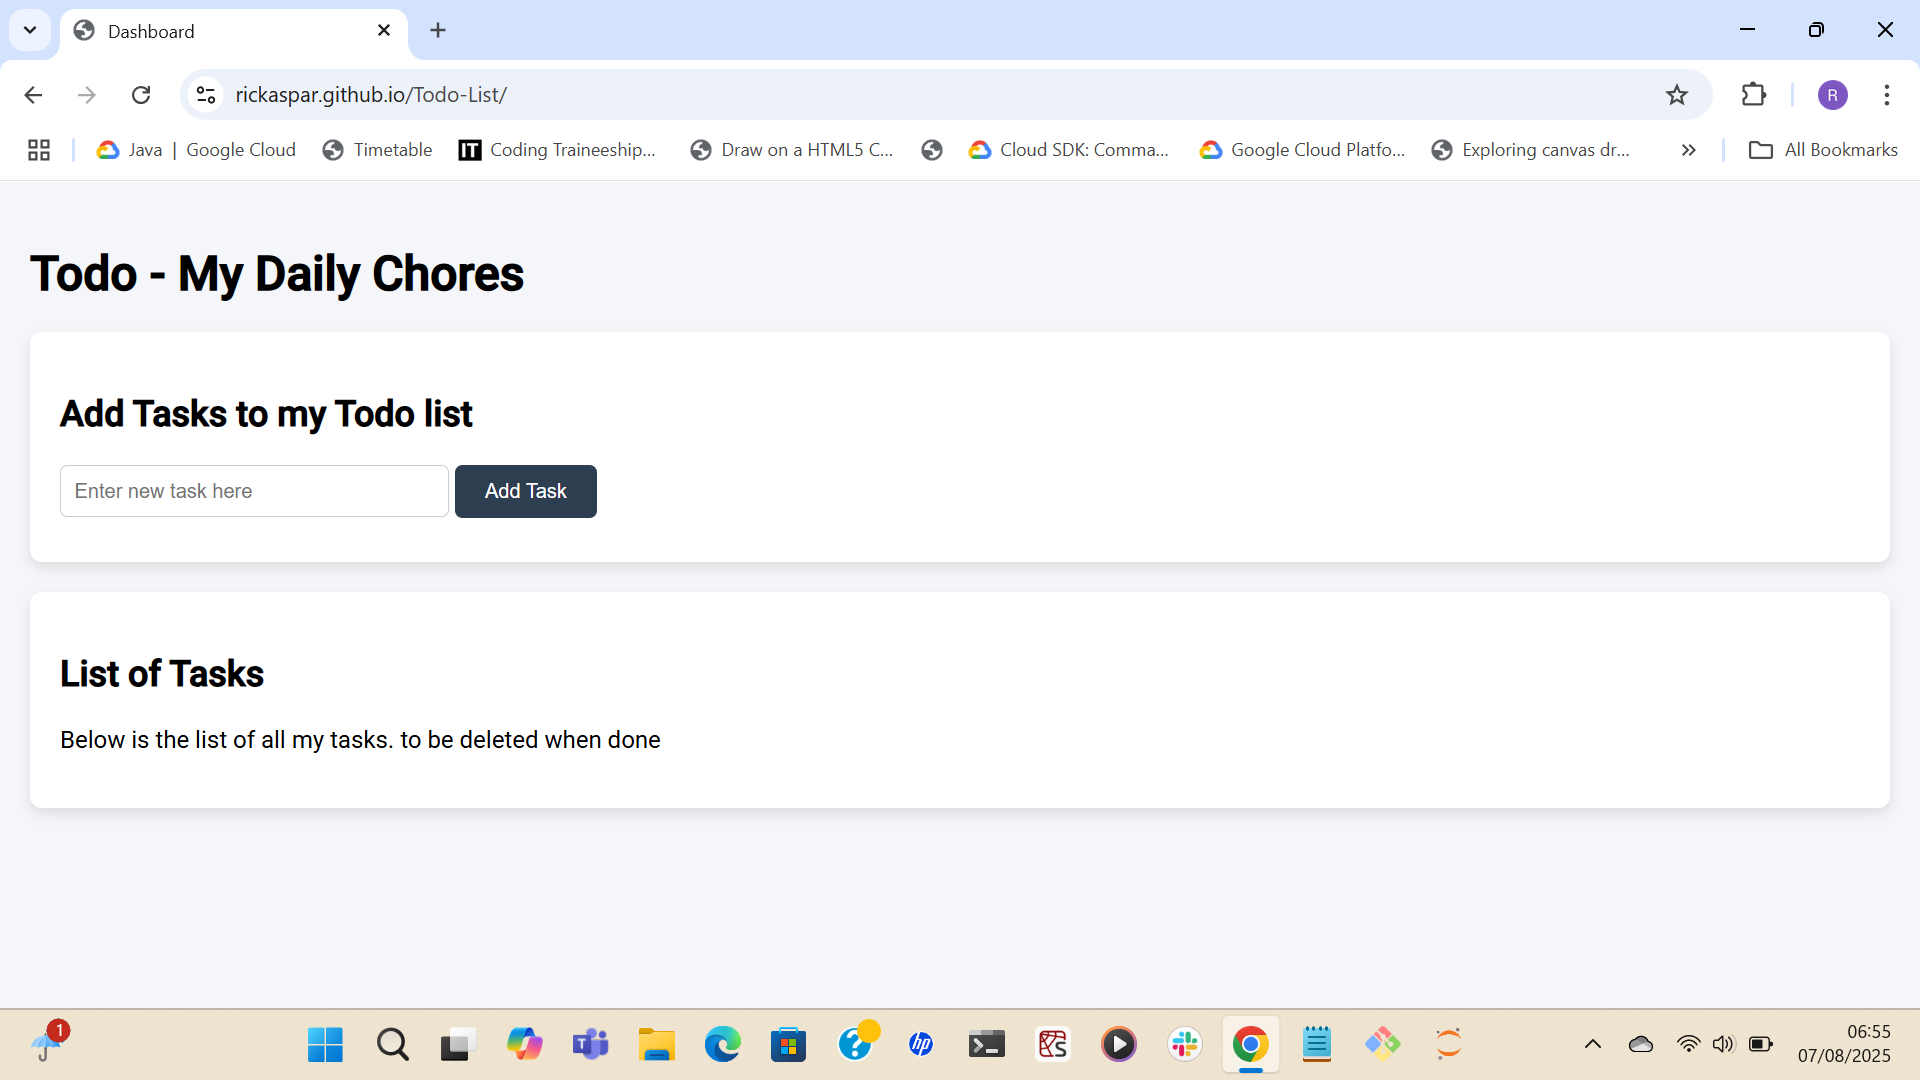 Dashboard
rickaspar.github.io/Todo-List/
R
Java | Google Cloud
Timetable
IT
Coding Traineeship...
Draw on a HTML5 C...
Cloud SDK: Comma...
Google Cloud Platfo...
Exploring canvas dr...
All Bookmarks
Todo - My Daily Chores
Add Tasks to my Todo list
Enter new task here
Add Task
List of Tasks
Below is the list of all my tasks. to be deleted when done
1
T
?
hp
S
06:55
07/08/2025